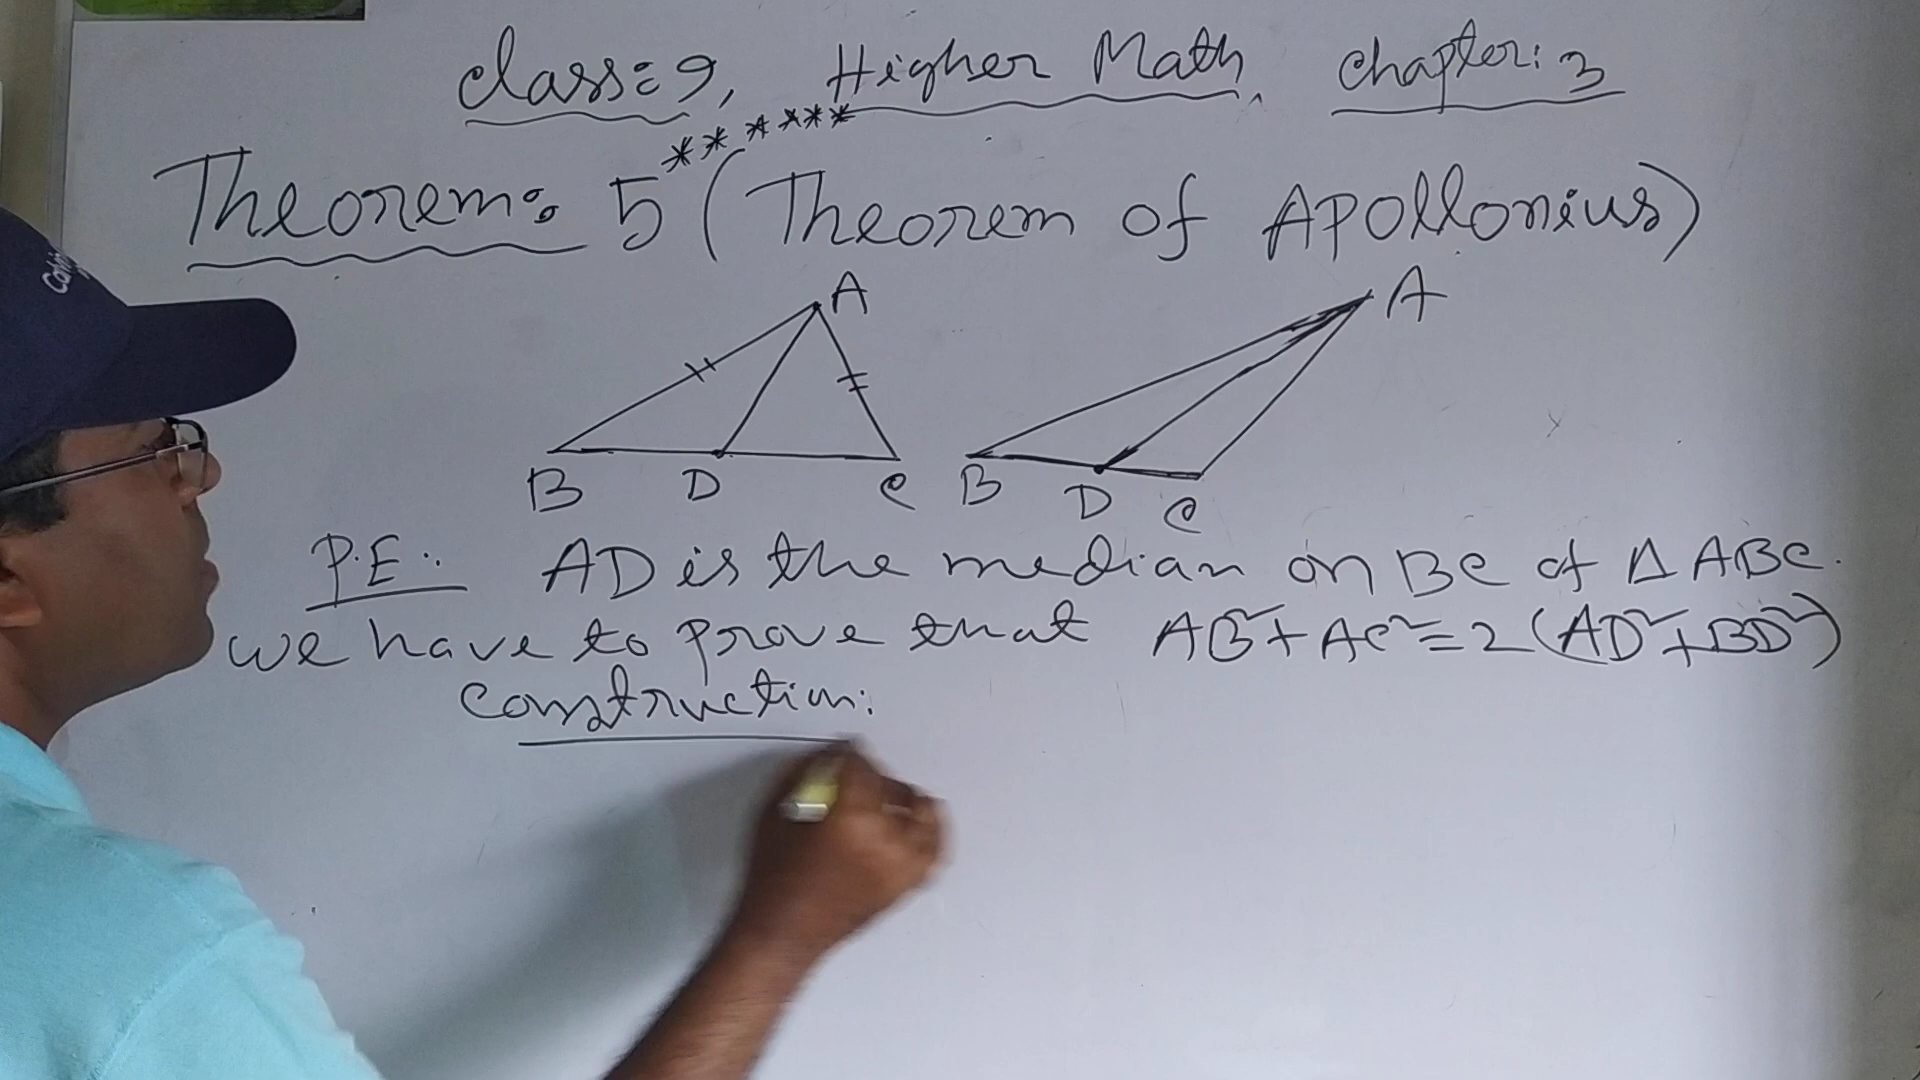 Class: 9, Higher Math, Chapter: 3
******
Theorem: 5 (Theorem of Apollonius)
A
A
B D C B D C
P.E: AD is the median on BC of Δ ABC.
we have to prove that AB²+AC²=2(AD²+BD²)
Construction: